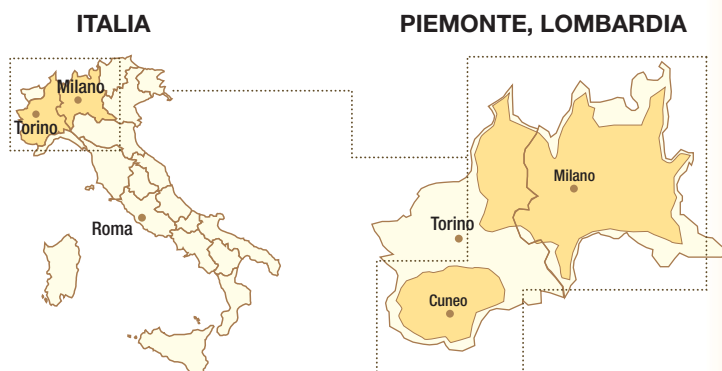 ITALIA
Milano
Torino
Roma
PIEMONTE, LOMBARDIA
Milano
Torino
Cuneo